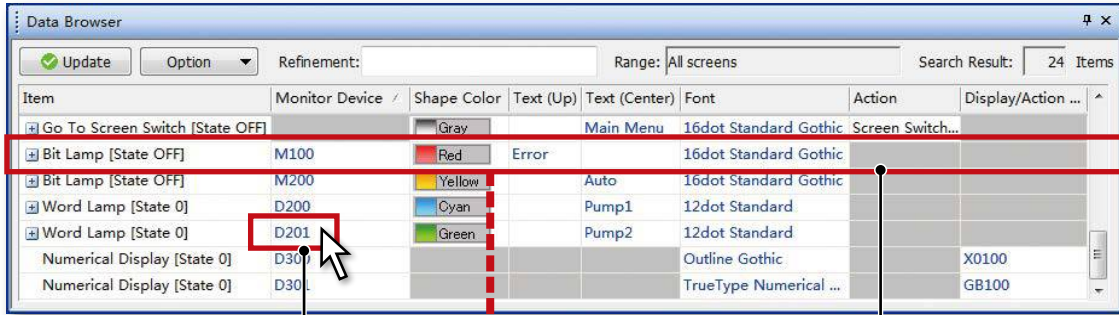 Data Browser
Update Option Refinement: Range: All screens Search Result: 24 Items
Item Monitor Device Shape Color Text (Up) Text (Center) Font Action Display/Action ...
Go To Screen Switch [State OFF] Gray Main Menu 16dot Standard Gothic Screen Switch...
Bit Lamp [State OFF] M100 Red Error 16dot Standard Gothic
Bit Lamp [State OFF] M200 Yellow Auto 16dot Standard Gothic
Word Lamp [State 0] D200 Cyan Pump1 12dot Standard
Word Lamp [State 0] D201 Green Pump2 12dot Standard
Numerical Display [State 0] D300 Outline Gothic X0100
Numerical Display [State 0] D301 TrueType Numerical ... GB100